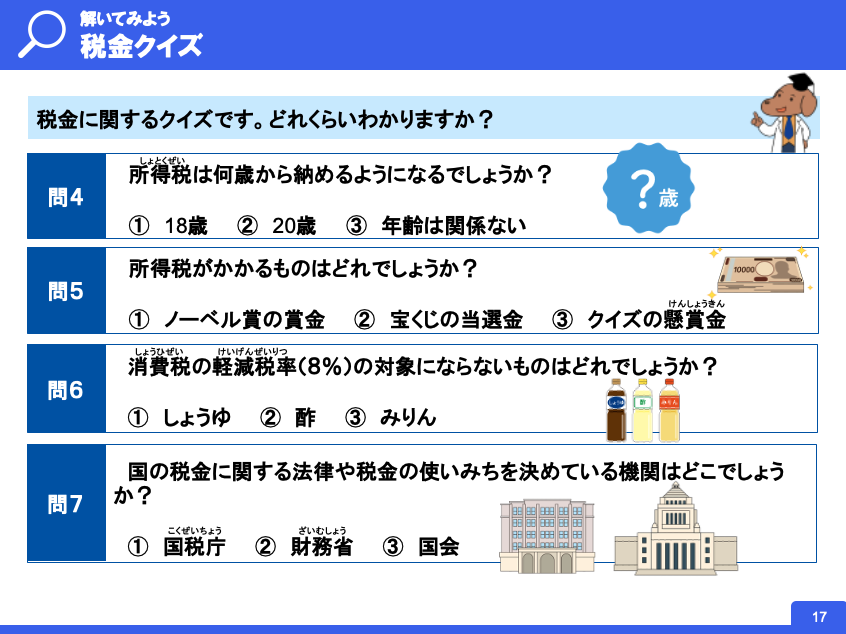 解いてみよう
税金クイズ
税金に関するクイズです。どれくらいわかりますか？
問4
しょとくぜい
所得税は何歳から納めるようになるでしょうか？
① 18歳 ② 20歳 ③ 年齢は関係ない
？歳
問5
所得税がかかるものはどれでしょうか？
10000
けんしょうきん
① ノーベル賞の賞金 ② 宝くじの当選金 ③ クイズの懸賞金
問6
しょうひぜい けいげんぜいりつ
消費税の軽減税率（8％）の対象にならないものはどれでしょうか？
① しょうゆ ② 酢 ③ みりん
しょうゆ 酢 みりん
問7
国の税金に関する法律や税金の使いみちを決めている機関はどこでしょう
か？
こくぜいちょう ざいむしょう
① 国税庁 ② 財務省 ③ 国会
17